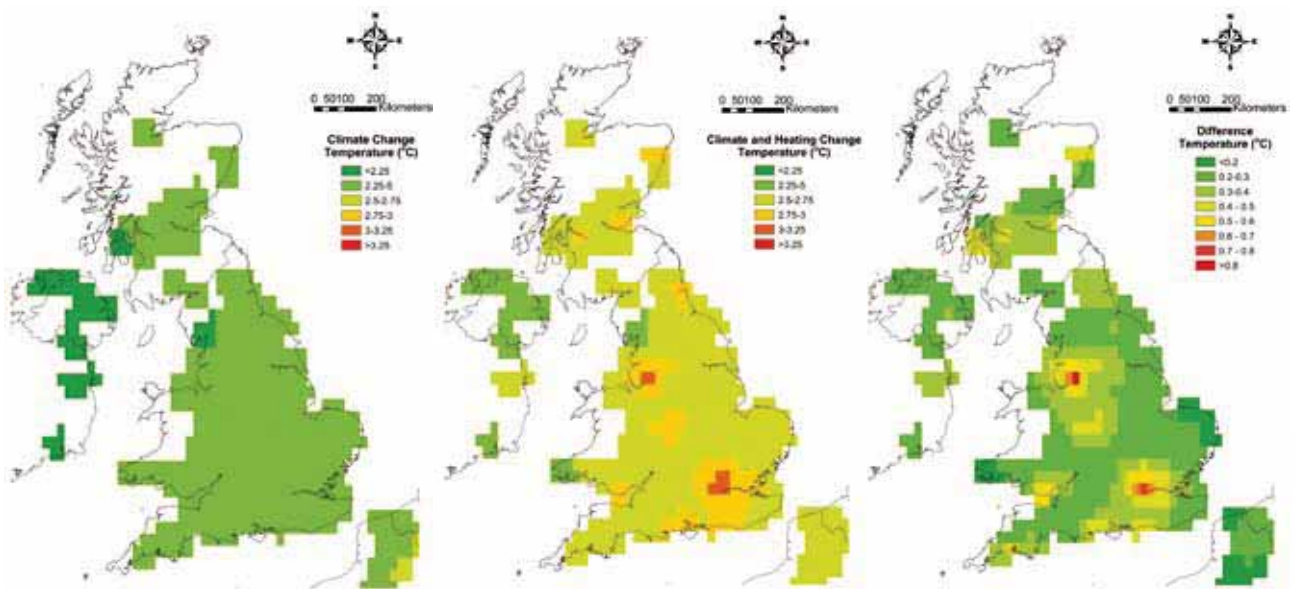 N
W E
S
0 50100 200
Kilometers
Climate Change
Temperature (°C)
<2.25
2.25-5
2.5-2.75
2.75-3
3-3.25
>3.25
N
W E
S
0 50100 200
Kilometers
Climate and Heating Change
Temperature (°C)
<2.25
2.25-5
2.5-2.75
2.75-3
3-3.25
>3.25
N
W E
S
0 50100 200
Kilometers
Difference
Temperature (°C)
<0.2
0.2-0.3
0.3-0.4
0.4 - 0.5
0.5 - 0.6
0.6 - 0.7
0.7 - 0.8
>0.8